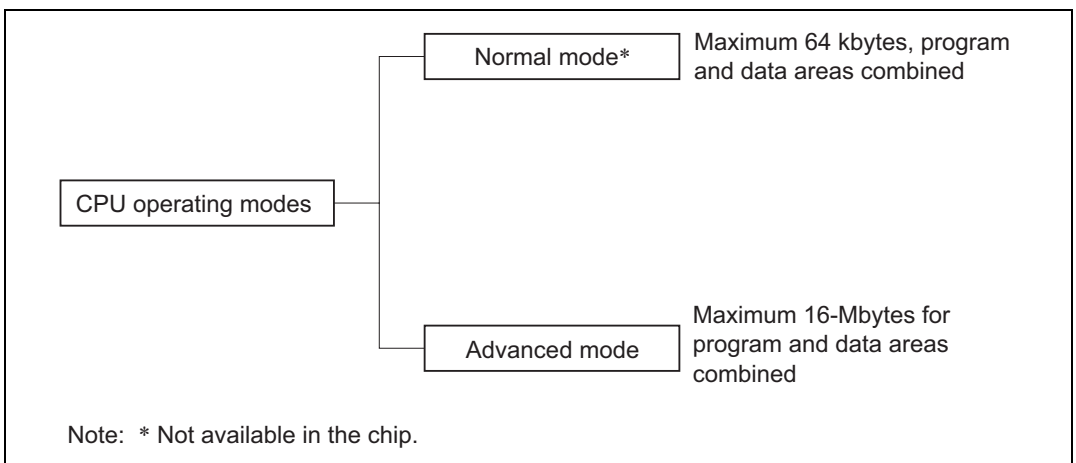 Normal mode*
Maximum 64 kbytes, program
and data areas combined
CPU operating modes
Advanced mode
Maximum 16-Mbytes for
program and data areas
combined
Note: * Not available in the chip.